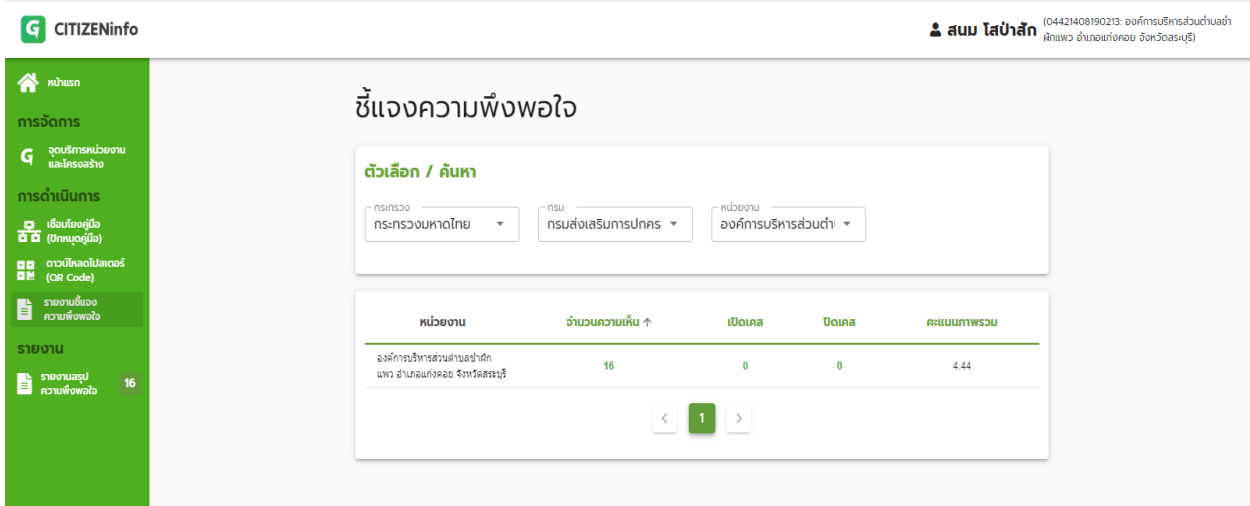 CITIZENinfo
สนม โสป่าสัก
(04421408190213: องค์การบริหารส่วนตำบลชำ
ผักแพว อำเภอแก่งคอย จังหวัดสระบุรี)
หน้าแรก
การจัดการ
จุดบริการหน่วยงาน
และโครงสร้าง
การดำเนินการ
เชื่อมโยงคู่มือ
(ปักหมุดคู่มือ)
ดาวน์โหลดโปสเตอร์
(QR Code)
รายงานชี้แจง
ความพึงพอใจ
รายงาน
รายงานสรุป
ความพึงพอใจ
16
ชี้แจงความพึงพอใจ
ตัวเลือก / ค้นหา
กระทรวง
กระทรวงมหาดไทย
กรม
กรมส่งเสริมการปกคร
หน่วยงาน
องค์การบริหารส่วนตำ
หน่วยงาน จำนวนความเห็น ↑ เปิดเคส ปิดเคส คะแนนภาพรวม
องค์การบริหารส่วนตำบลชำผัก
แพว อำเภอแก่งคอย จังหวัดสระบุรี
16 0 0 4.44
1